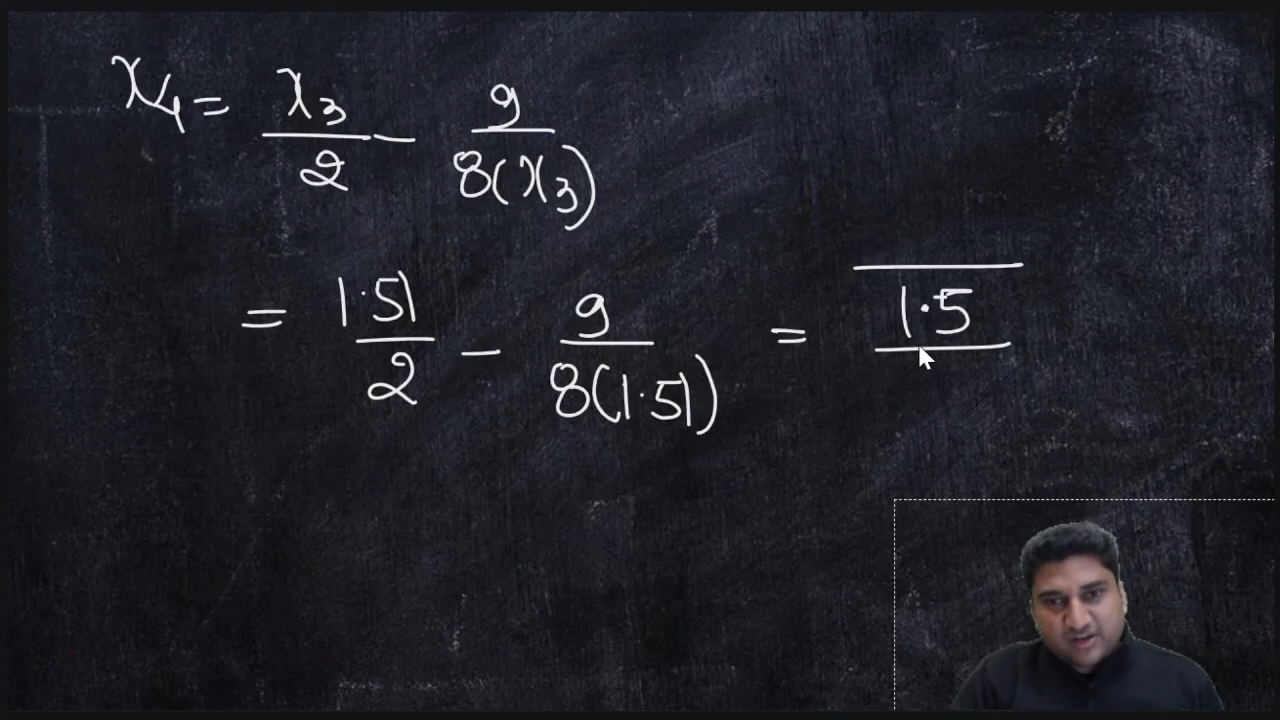 x₄ = x₃/2 − 9/8(x₃)
= 1.51/2 − 9/8(1.51) = 1.5